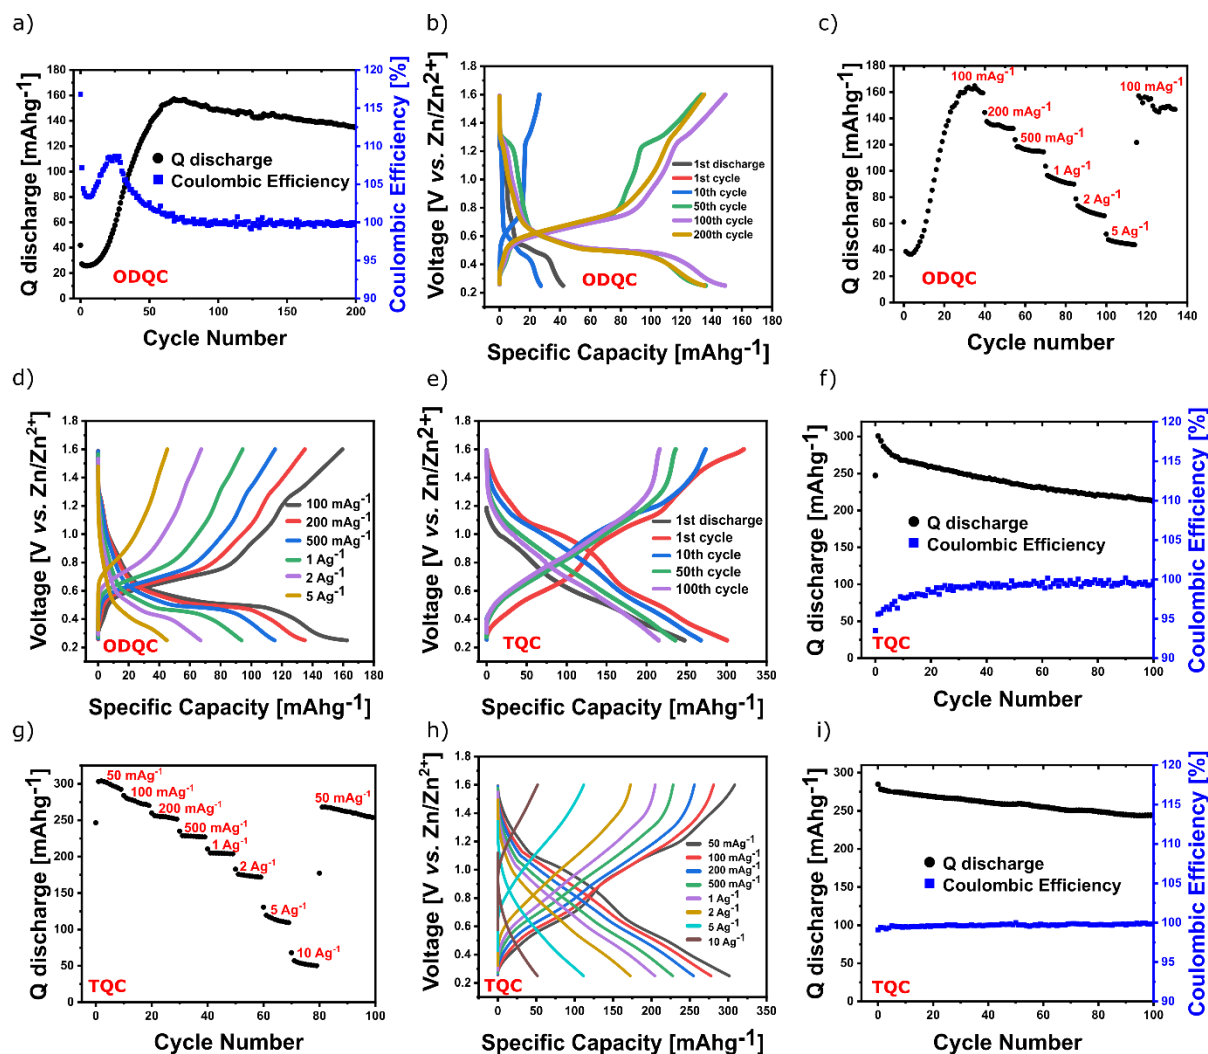 a)
Q discharge [mAhg-1]
180
160
140
120
100
80
60
40
20
0
0
50
100
150
200
Cycle Number
120
115
110
105
100
95
90
Coulombic Efficiency [%]
Q discharge
Coulombic Efficiency
ODQC
b)
Voltage [V vs. Zn/Zn2+]
1.8
1.6
1.4
1.2
1.0
0.8
0.6
0.4
0.2
0
20
40
60
80
100
120
140
160
180
Specific Capacity [mAhg-1]
1st discharge
1st cycle
10th cycle
50th cycle
100th cycle
200th cycle
ODQC
c)
Q discharge [mAhg-1]
180
160
140
120
100
80
60
40
20
0
0
20
40
60
80
100
120
140
Cycle number
100 mAg-1
200 mAg-1
500 mAg-1
1 Ag-1
2 Ag-1
5 Ag-1
100 mAg-1
ODQC
d)
Voltage [V vs. Zn/Zn2+]
1.8
1.6
1.4
1.2
1.0
0.8
0.6
0.4
0.2
0
20
40
60
80
100
120
140
160
180
Specific Capacity [mAhg-1]
100 mAg-1
200 mAg-1
500 mAg-1
1 Ag-1
2 Ag-1
5 Ag-1
ODQC
e)
Voltage [V vs. Zn/Zn2+]
1.8
1.6
1.4
1.2
1.0
0.8
0.6
0.4
0.2
0
50
100
150
200
250
300
350
Specific Capacity [mAhg-1]
1st discharge
1st cycle
10th cycle
50th cycle
100th cycle
TQC
f)
Q discharge [mAhg-1]
350
300
250
200
150
100
50
0
0
20
40
60
80
100
Cycle Number
120
115
110
105
100
95
90
Coulombic Efficiency [%]
Q discharge
Coulombic Efficiency
TQC
g)
Q discharge [mAhg-1]
300
250
200
150
100
50
0
0
20
40
60
80
100
Cycle Number
50 mAg-1
100 mAg-1
200 mAg-1
500 mAg-1
1 Ag-1
2 Ag-1
5 Ag-1
10 Ag-1
50 mAg-1
TQC
h)
Voltage [V vs. Zn/Zn2+]
1.8
1.6
1.4
1.2
1.0
0.8
0.6
0.4
0.2
0
50
100
150
200
250
300
350
Specific Capacity [mAhg-1]
50 mAg-1
100 mAg-1
200 mAg-1
500 mAg-1
1 Ag-1
2 Ag-1
5 Ag-1
10 Ag-1
TQC
i)
Q discharge [mAhg-1]
300
250
200
150
100
50
0
0
20
40
60
80
100
Cycle Number
120
115
110
105
100
95
90
Coulombic Efficiency [%]
Q discharge
Coulombic Efficiency
TQC